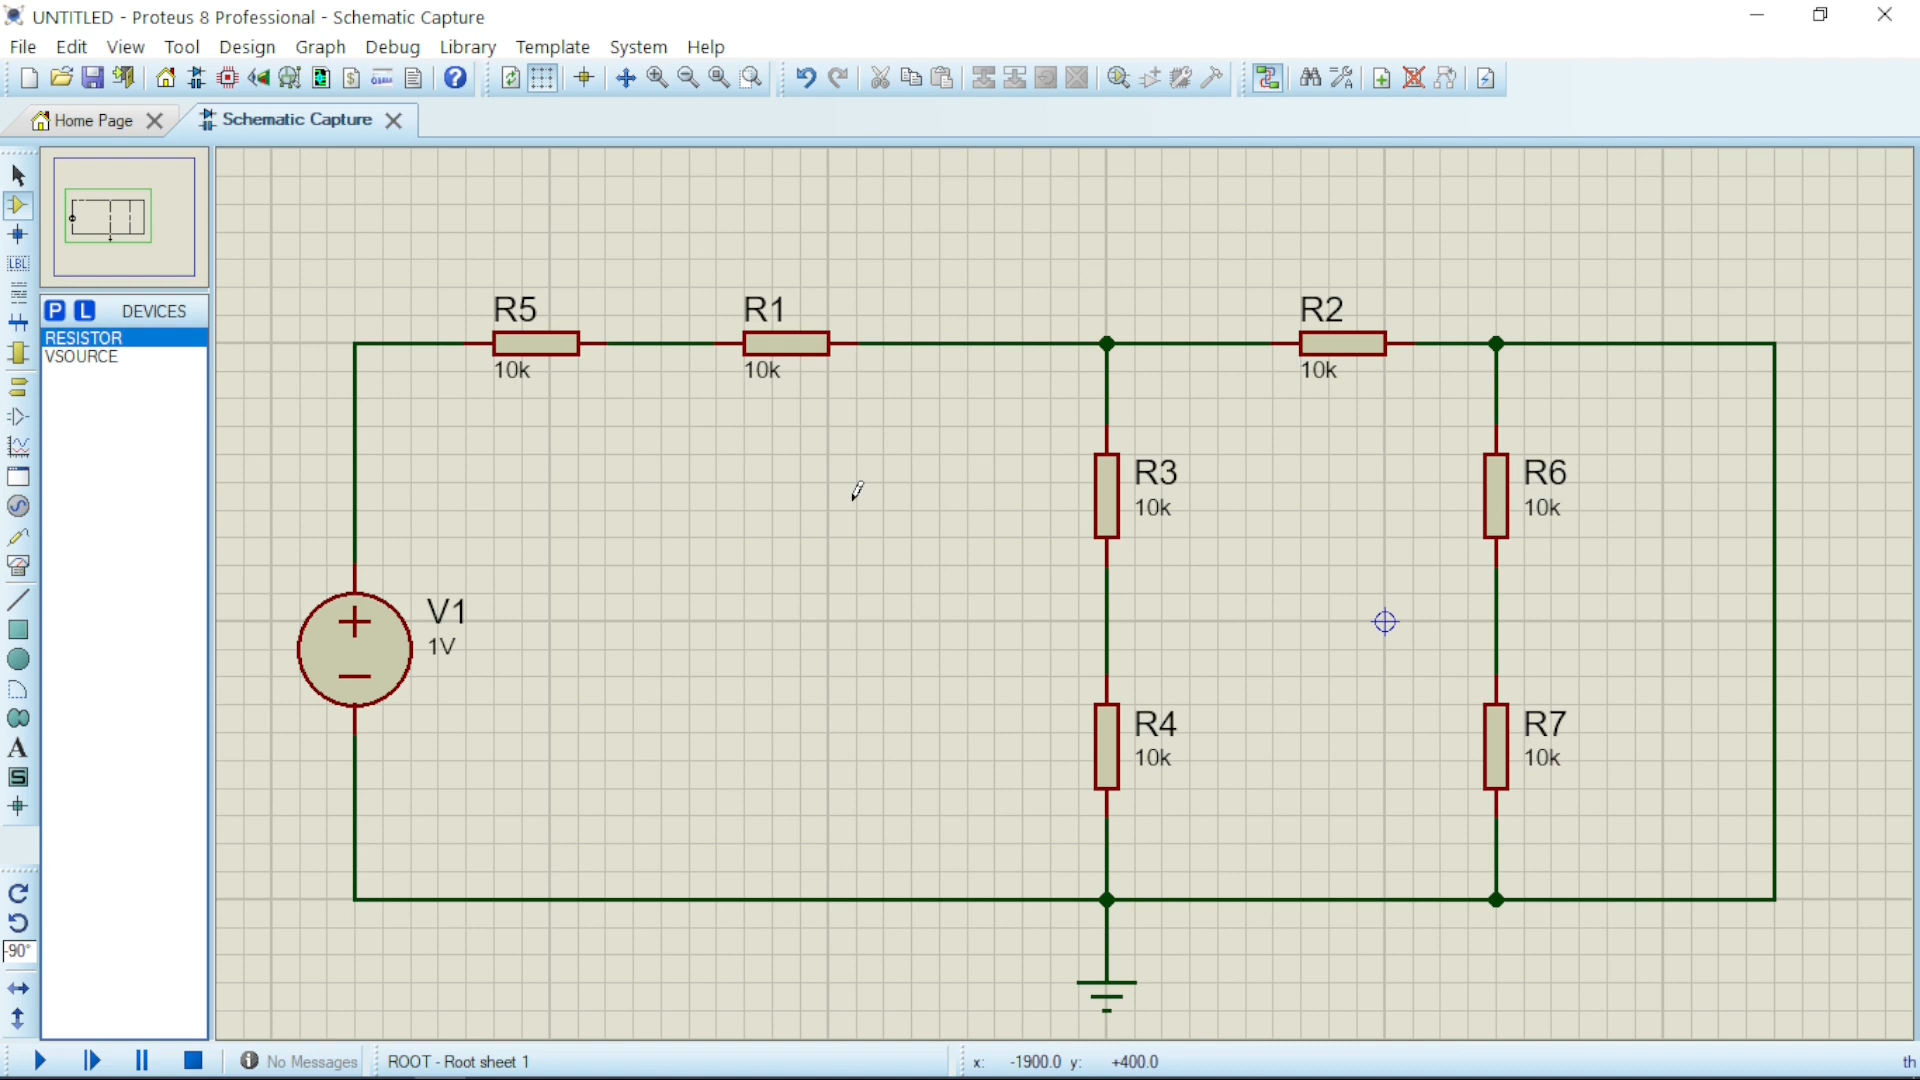 UNTITLED - Proteus 8 Professional - Schematic Capture
File Edit View Tool Design Graph Debug Library Template System Help
Home Page Schematic Capture
P L DEVICES
RESISTOR
VSOURCE
LBL
A
S
-90°
R5
10k
R1
10k
R2
10k
R3
10k
R6
10k
V1
1V
R4
10k
R7
10k
No Messages ROOT - Root sheet 1 x: -1900.0 y: +400.0 th